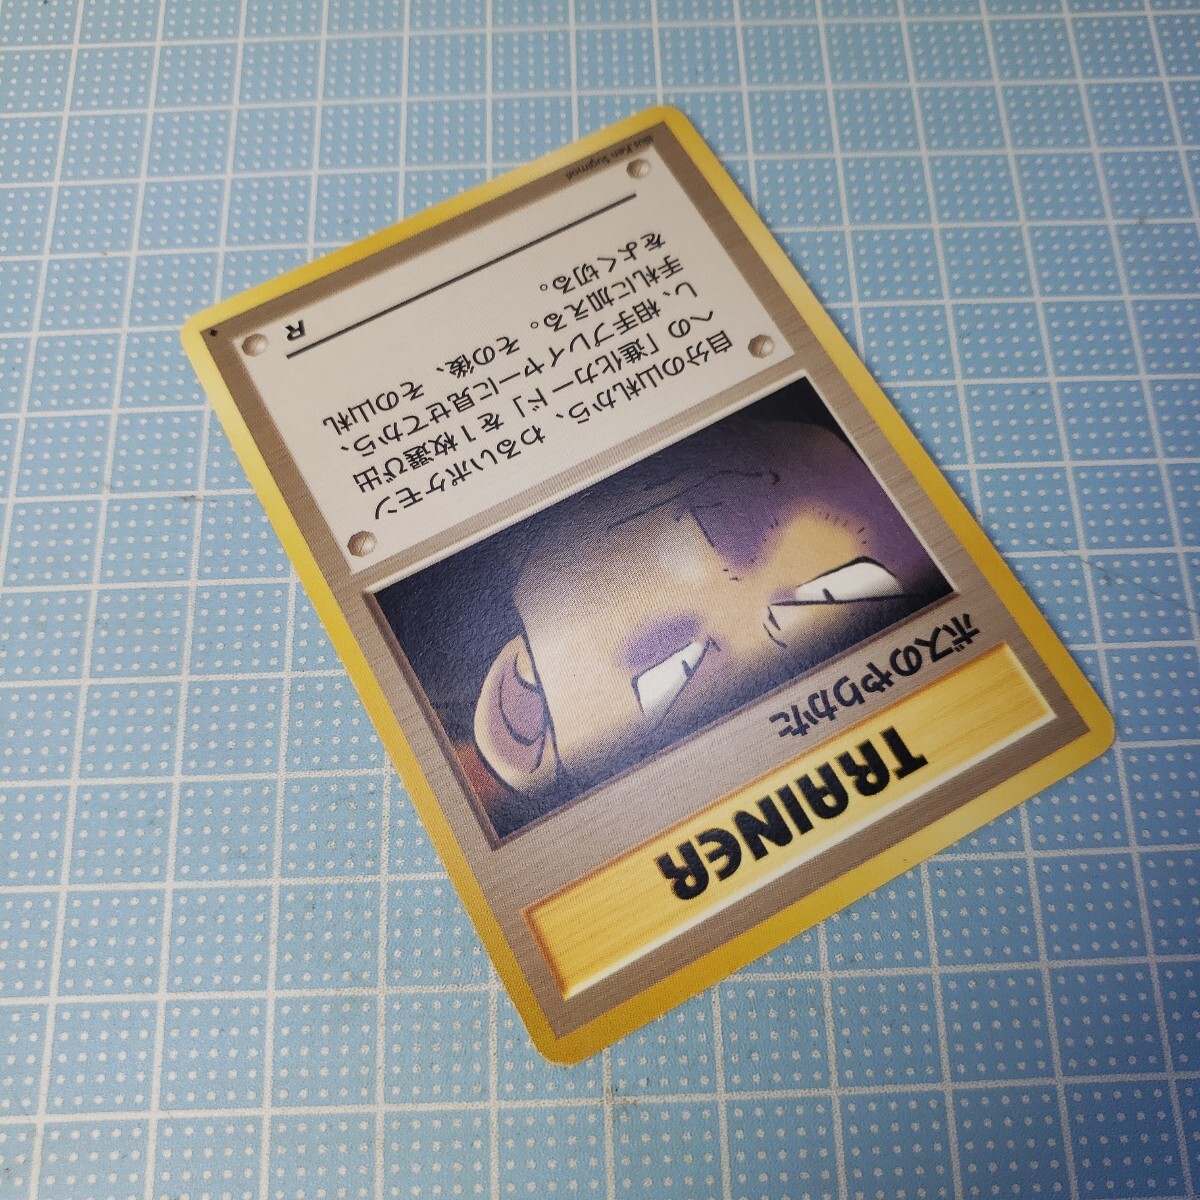 TRAINER
ボスのやりかた
自分の山札から、わるいポケモン
への「進化カード」を1枚選び出
し、相手プレイヤーに見せてから、
手札に加える。その後、その山札
をよく切る。
R
Illus. Ken Sugimori